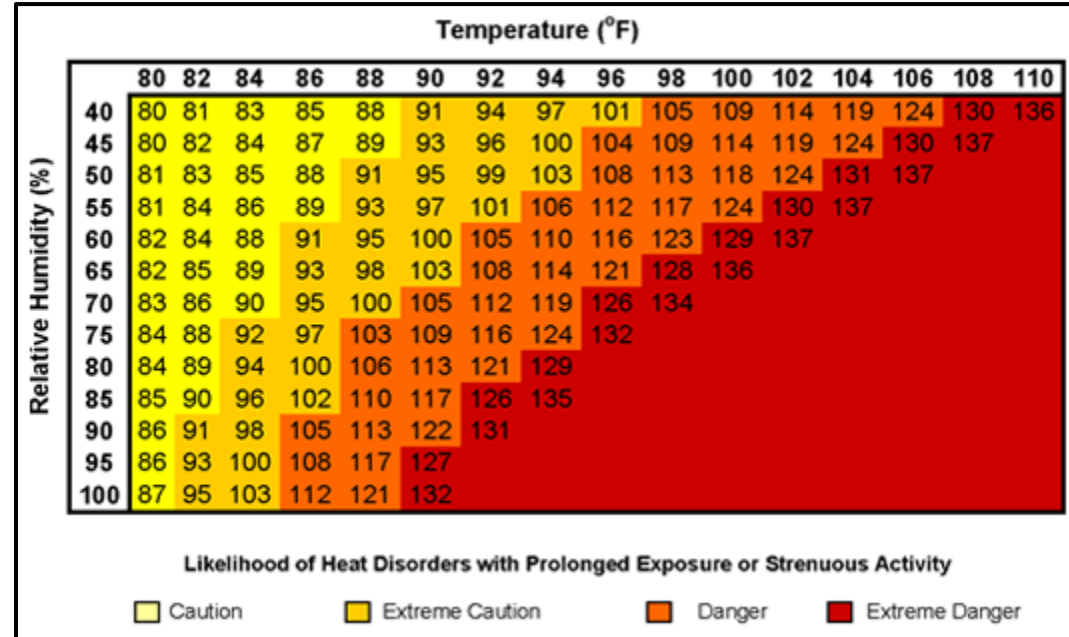 Temperature (°F)
80 82 84 86 88 90 92 94 96 98 100 102 104 106 108 110
Relative Humidity (%)
40 80 81 83 85 88 91 94 97 101 105 109 114 119 124 130 136
45 80 82 84 87 89 93 96 100 104 109 114 119 124 130 137
50 81 83 85 88 91 95 99 103 108 113 118 124 131 137
55 81 84 86 89 93 97 101 106 112 117 124 130 137
60 82 84 88 91 95 100 105 110 116 123 129 137
65 82 85 89 93 98 103 108 114 121 128 136
70 83 86 90 95 100 105 112 119 126 134
75 84 88 92 97 103 109 116 124 132
80 84 89 94 100 106 113 121 129
85 85 90 96 102 110 117 126 135
90 86 91 98 105 113 122 131
95 86 93 100 108 117 127
100 87 95 103 112 121 132
Likelihood of Heat Disorders with Prolonged Exposure or Strenuous Activity
Caution Extreme Caution Danger Extreme Danger